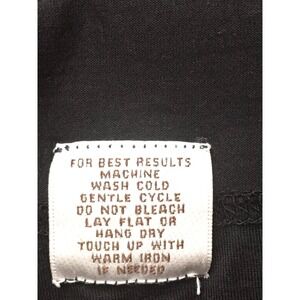 FOR BEST RESULTS
MACHINE
WASH COLD
GENTLE CYCLE
DO NOT BLEACH
LAY FLAT OR
HANG DRY
TOUCH UP WITH
WARM IRON
IF NEEDED